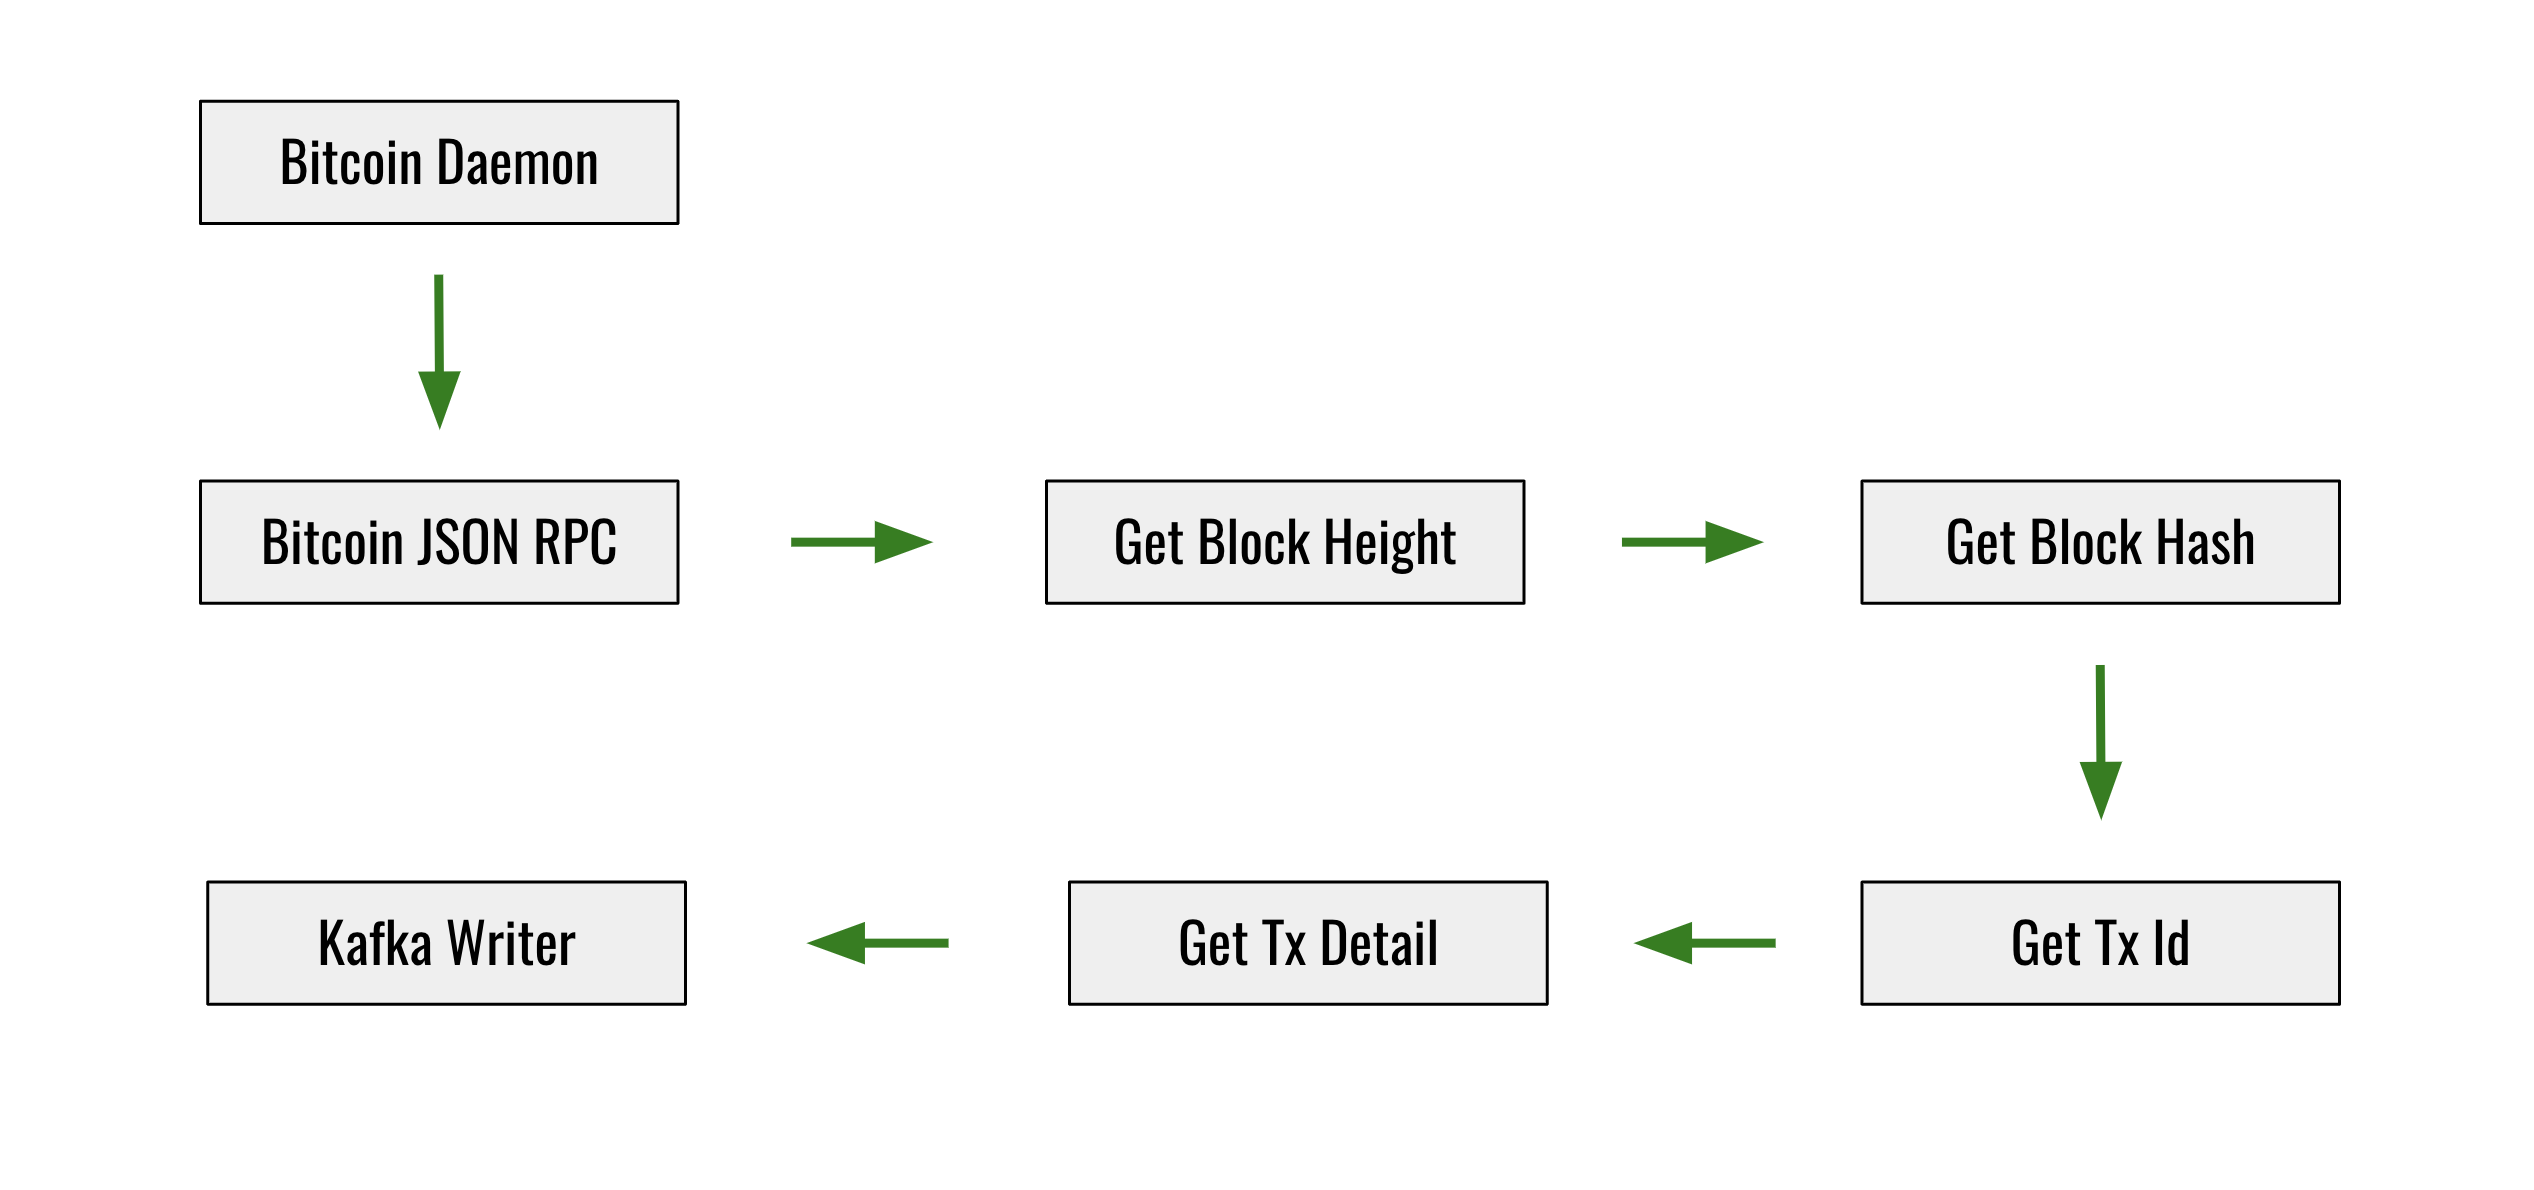 Bitcoin Daemon
Bitcoin JSON RPC
Get Block Height
Get Block Hash
Kafka Writer
Get Tx Detail
Get Tx Id